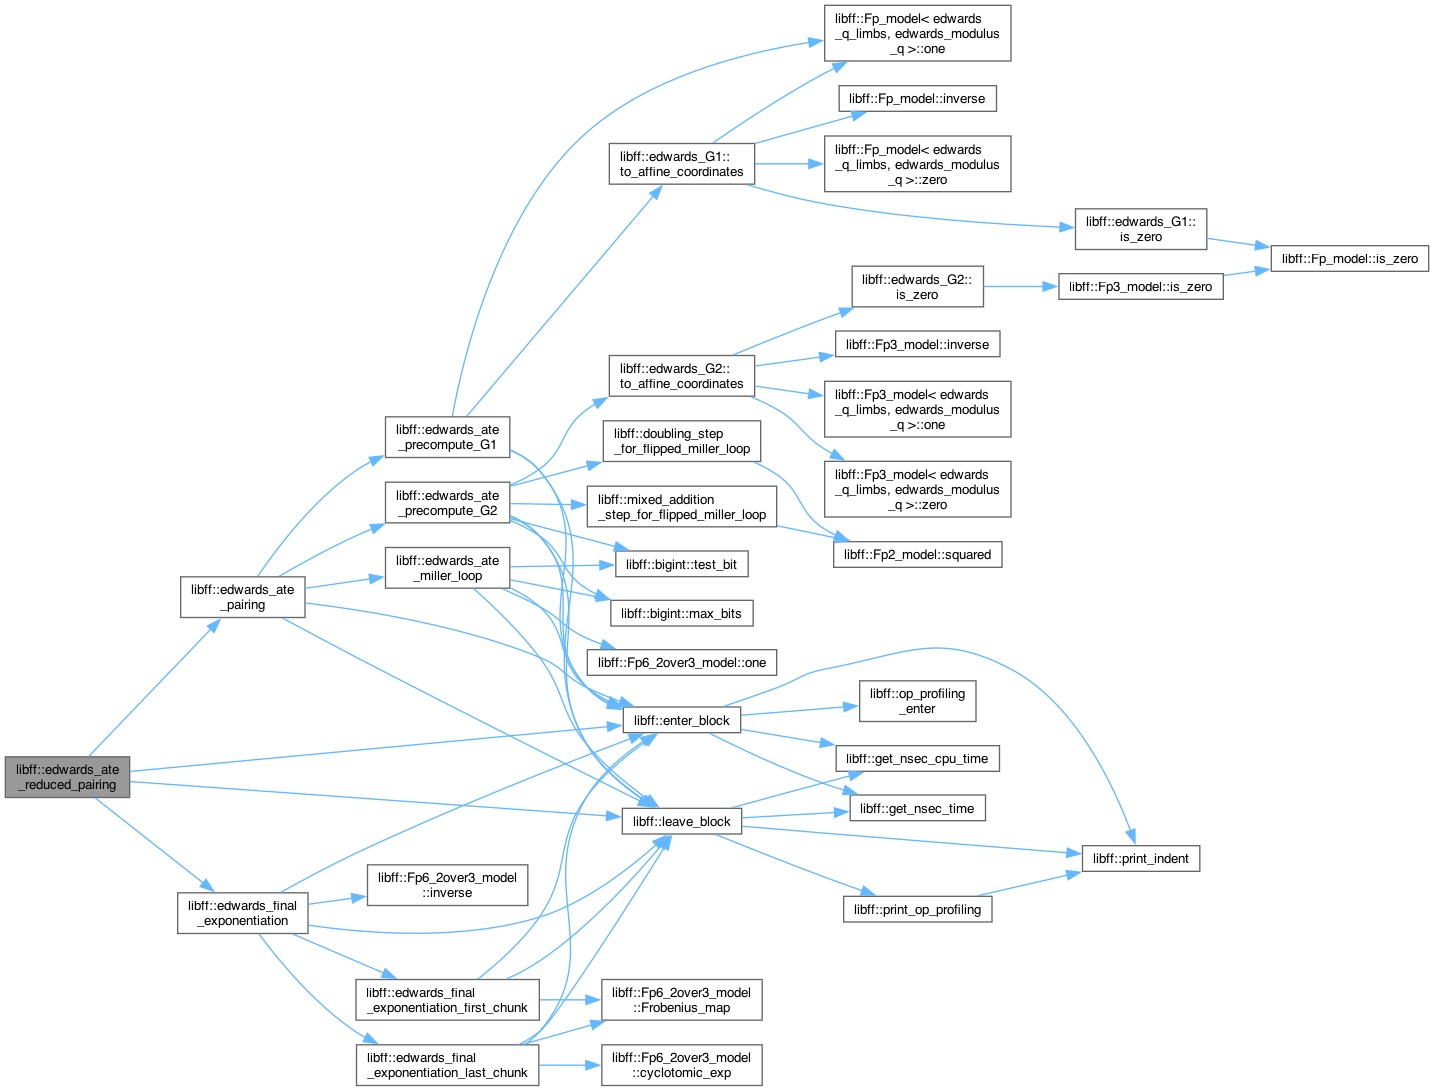 libff::edwards_ate
_reduced_pairing
libff::edwards_ate
_pairing
libff::edwards_final
_exponentiation
libff::edwards_ate
_precompute_G1
libff::edwards_ate
_precompute_G2
libff::edwards_ate
_miller_loop
libff::Fp6_2over3_model
::inverse
libff::edwards_final
_exponentiation_first_chunk
libff::edwards_final
_exponentiation_last_chunk
libff::edwards_G1::
to_affine_coordinates
libff::edwards_G2::
to_affine_coordinates
libff::doubling_step
_for_flipped_miller_loop
libff::mixed_addition
_step_for_flipped_miller_loop
libff::bigint::test_bit
libff::bigint::max_bits
libff::Fp6_2over3_model::one
libff::enter_block
libff::leave_block
libff::Fp6_2over3_model
::Frobenius_map
libff::Fp6_2over3_model
::cyclotomic_exp
libff::Fp_model< edwards
_q_limbs, edwards_modulus
_q >::one
libff::Fp_model::inverse
libff::Fp_model< edwards
_q_limbs, edwards_modulus
_q >::zero
libff::edwards_G2::
is_zero
libff::Fp3_model::inverse
libff::Fp3_model< edwards
_q_limbs, edwards_modulus
_q >::one
libff::Fp3_model< edwards
_q_limbs, edwards_modulus
_q >::zero
libff::Fp2_model::squared
libff::op_profiling
_enter
libff::get_nsec_cpu_time
libff::get_nsec_time
libff::print_op_profiling
libff::edwards_G1::
is_zero
libff::Fp3_model::is_zero
libff::print_indent
libff::Fp_model::is_zero